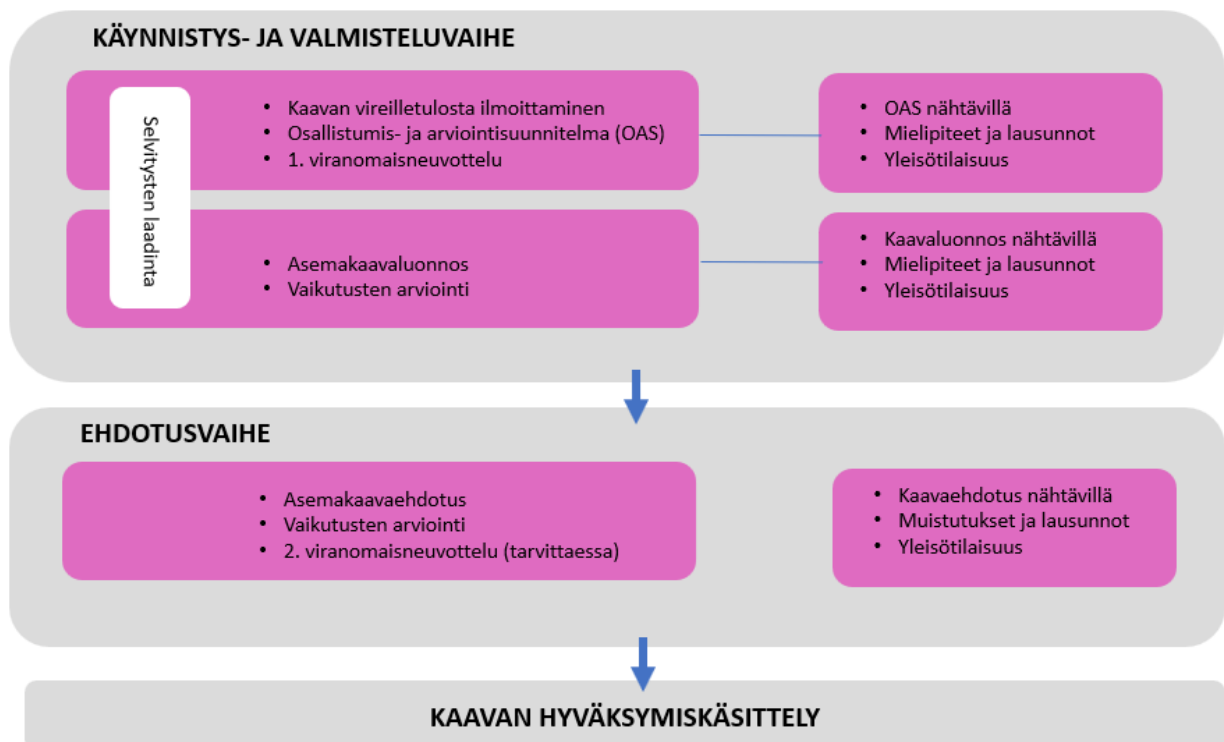 KÄYNNISTYS- JA VALMISTELUVAIHE
Selvitysten laadinta
• Kaavan vireilletulosta ilmoittaminen
• Osallistumis- ja arviointisuunnitelma (OAS)
• 1. viranomaisneuvottelu
• OAS nähtävillä
• Mielipiteet ja lausunnot
• Yleisötilaisuus
• Asemakaavaluonnos
• Vaikutusten arviointi
• Kaavaluonnos nähtävillä
• Mielipiteet ja lausunnot
• Yleisötilaisuus
EHDOTUSVAIHE
• Asemakaavaehdotus
• Vaikutusten arviointi
• 2. viranomaisneuvottelu (tarvittaessa)
• Kaavaehdotus nähtävillä
• Muistutukset ja lausunnot
• Yleisötilaisuus
KAAVAN HYVÄKSYMISKÄSITTELY